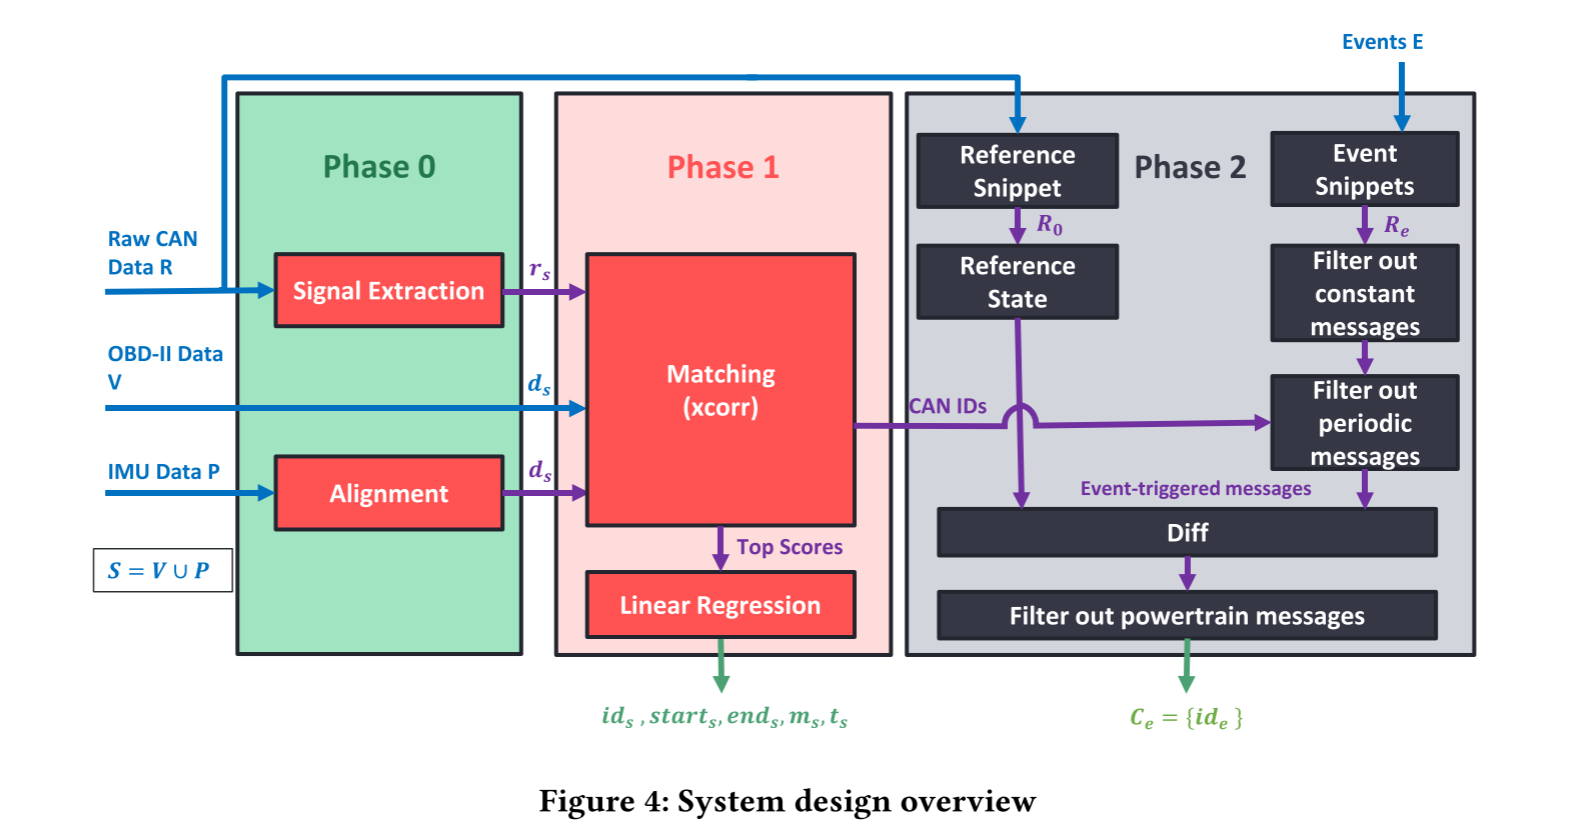 Events E
Phase 0
Phase 1
Phase 2
Reference
Snippet
Event
Snippets
R₀
Rₑ
Raw CAN
Data R
Signal Extraction
rₛ
Reference
State
Filter out
constant
messages
OBD-II Data
V
dₛ
Matching
(xcorr)
CAN IDs
Filter out
periodic
messages
IMU Data P
Alignment
dₛ
Event-triggered messages
Diff
Top Scores
S = V ∪ P
Linear Regression
Filter out powertrain messages
idₛ , startₛ, endₛ, mₛ, tₛ
Cₑ = {idₑ }
Figure 4: System design overview